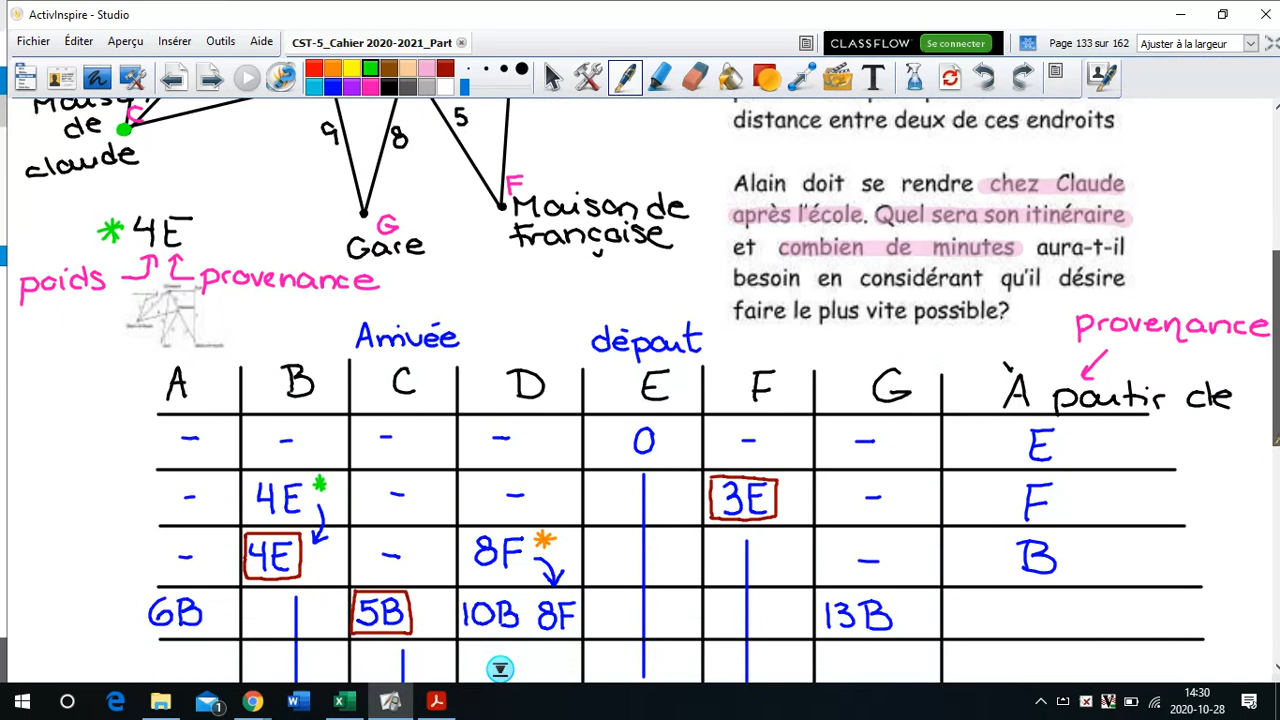 ActivInspire - Studio
Fichier Éditer Aperçu Insérer Outils Aide
CST-5_Cahier 2020-2021_Part
CLASSFLOW Se connecter
Page 133 sur 162
Ajuster à la largeur
Maison
de
claude
C
9
8
5
G
Gare
F
Maison de
française
* 4E
poids
provenance
distance entre deux de ces endroits
Alain doit se rendre chez Claude
après l'école. Quel sera son itinéraire
et combien de minutes aura-t-il
besoin en considérant qu'il désire
faire le plus vite possible?
provenance
Arrivée départ
A B C D E F G À partir de
- - - - 0 - - E
- 4E * - - 3E - F
- 4E - 8F * - B
6B 5B 10B 8F 13B
14:30
2020-10-28